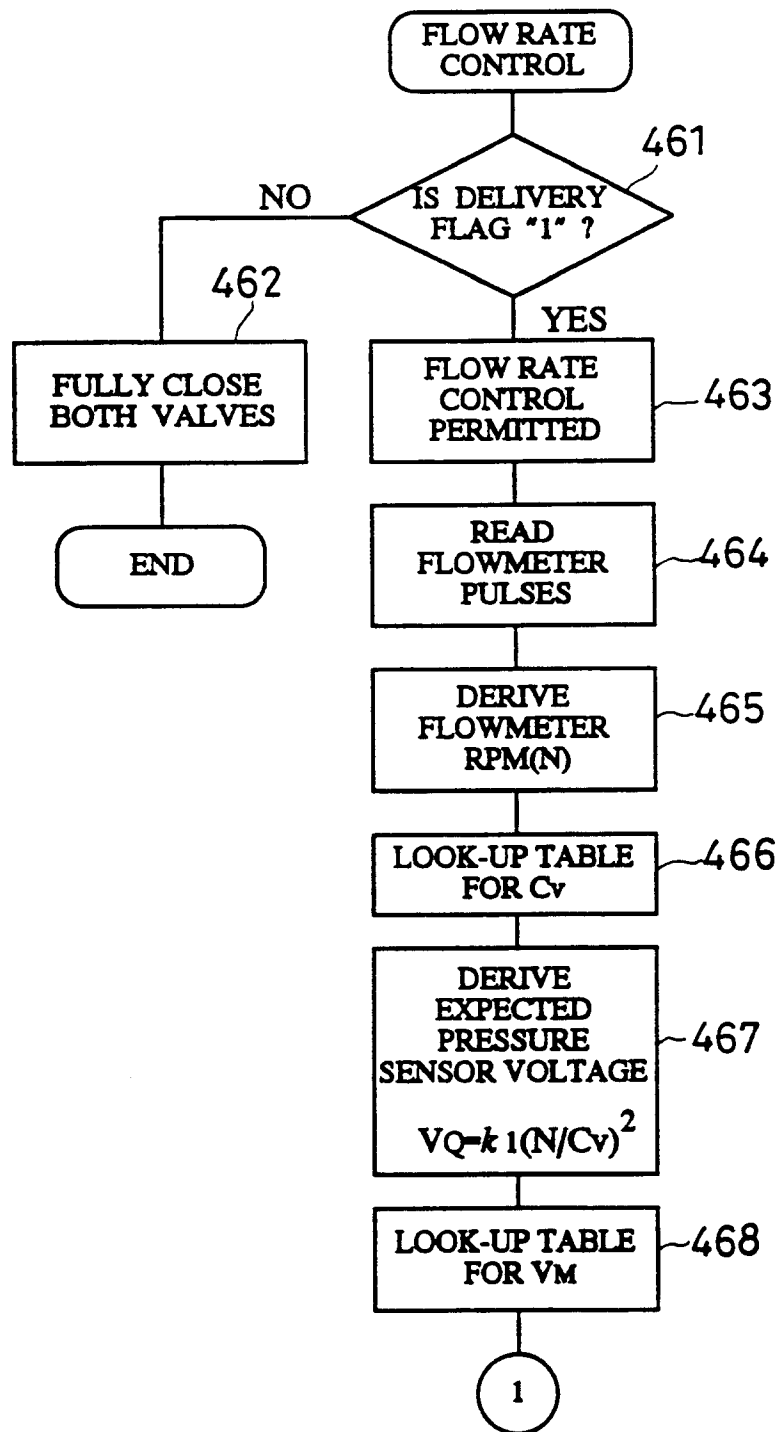 FLOW RATE
CONTROL
461
IS DELIVERY
FLAG "1" ?
NO
YES
462
FULLY CLOSE
BOTH VALVES
END
FLOW RATE
CONTROL
PERMITTED
463
READ
FLOWMETER
PULSES
464
DERIVE
FLOWMETER
RPM(N)
465
LOOK-UP TABLE
FOR Cv
466
DERIVE
EXPECTED
PRESSURE
SENSOR VOLTAGE
VQ=k1(N/Cv)²
467
LOOK-UP TABLE
FOR VM
468
1